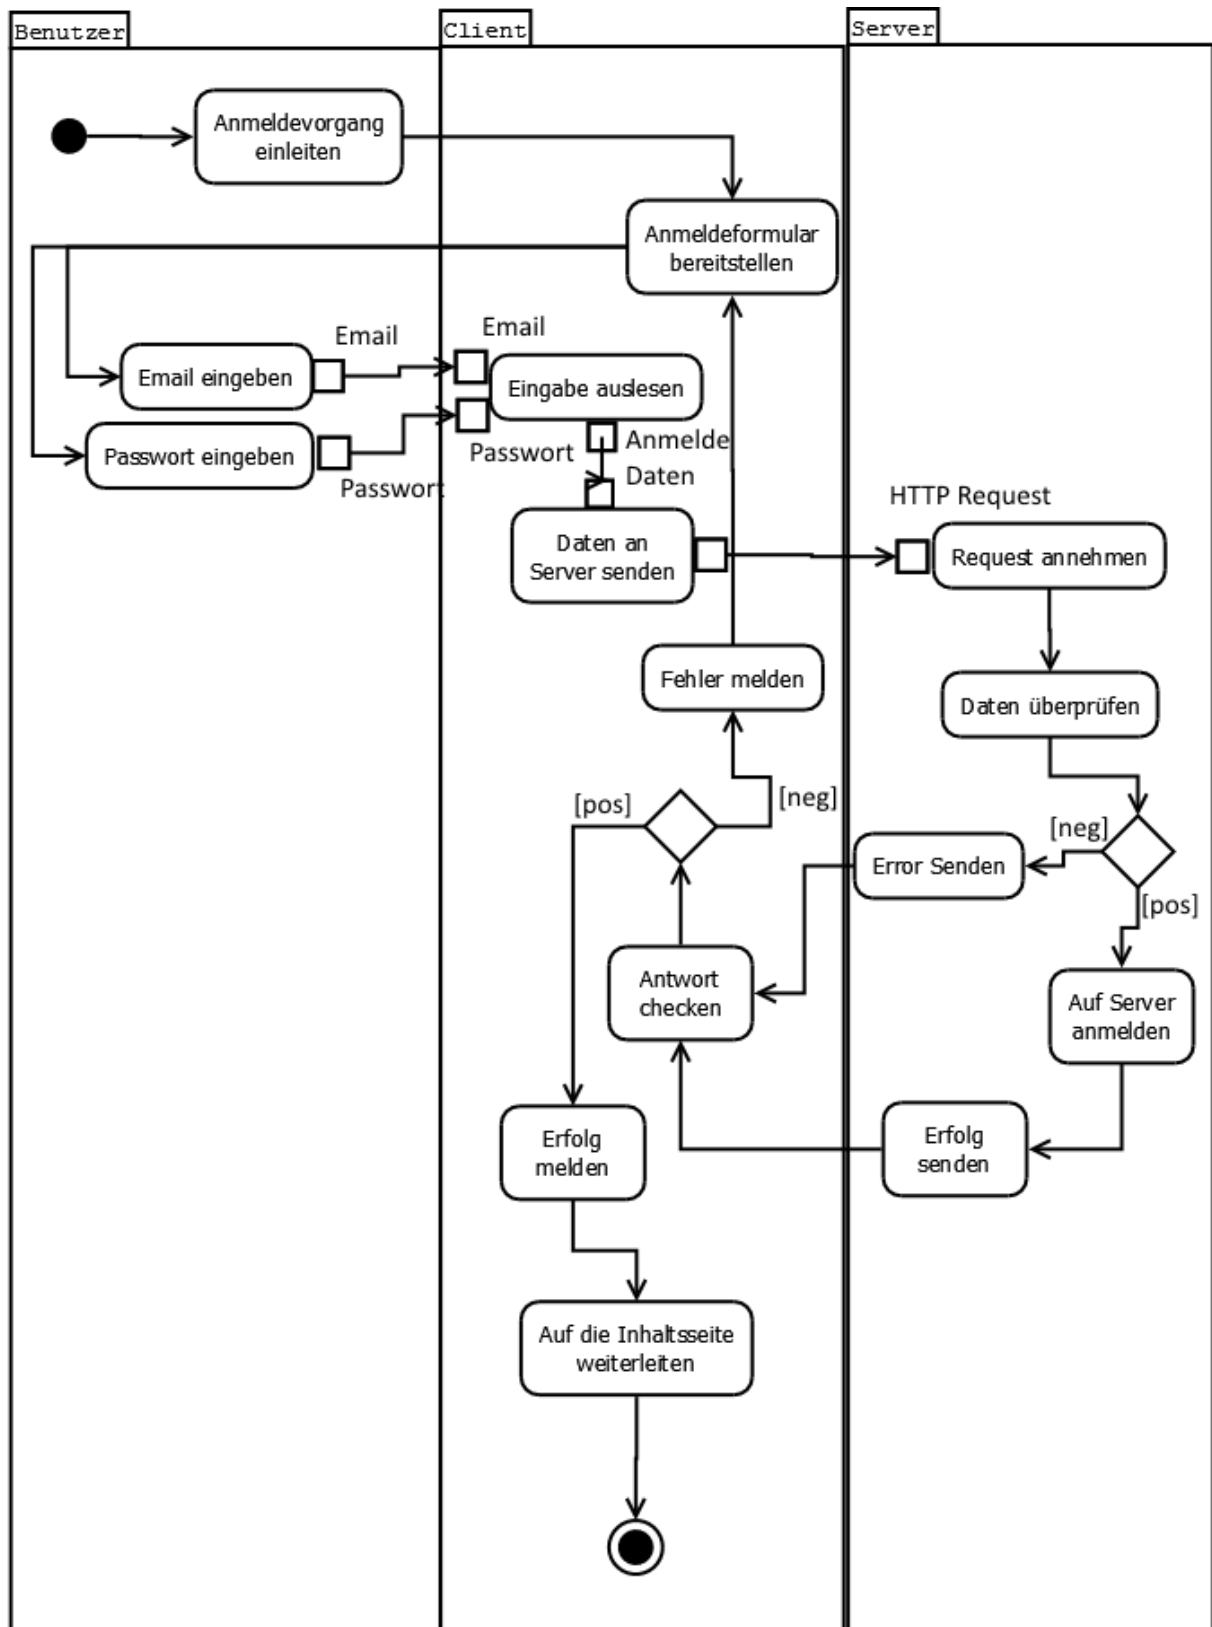 Benutzer
Client
Server
Anmeldevorgang
einleiten
Anmeldeformular
bereitstellen
Email
Email
Email eingeben
Eingabe auslesen
Passwort eingeben
Passwort
Passwort
Anmelde
Daten
HTTP Request
Daten an
Server senden
Request annehmen
Fehler melden
Daten überprüfen
[pos]
[neg]
[neg]
Error Senden
[pos]
Antwort
checken
Auf Server
anmelden
Erfolg
melden
Erfolg
senden
Auf die Inhaltsseite
weiterleiten